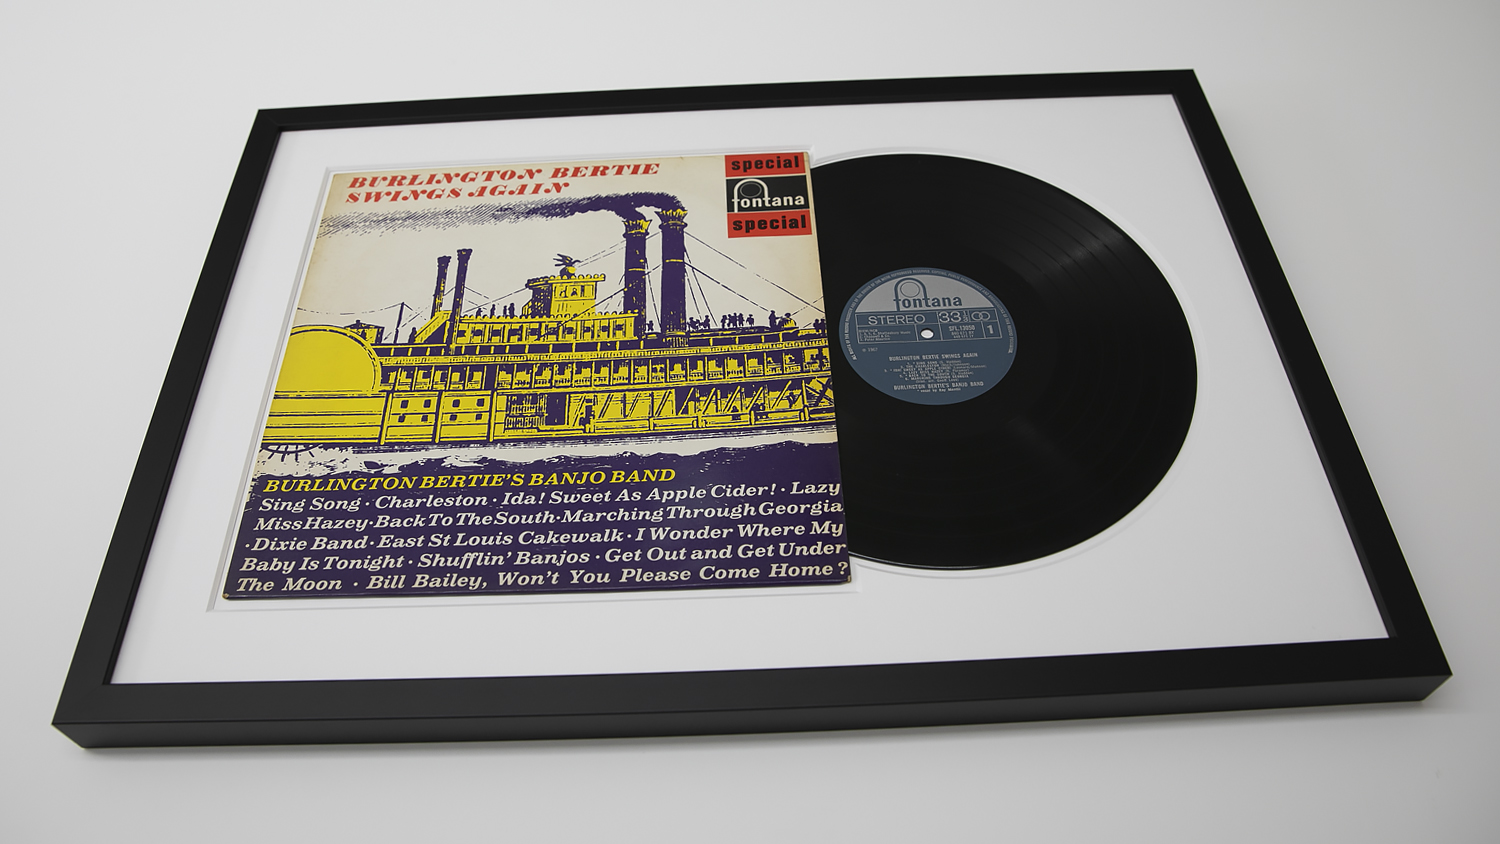 BURLINGTON BERTIE
SWINGS AGAIN
special
fontana
special
BURLINGTON BERTIE'S BANJO BAND
Sing Song · Charleston · Ida! Sweet As Apple Cider! · Lazy
Miss Hazey · Back To The South · Marching Through Georgia
· Dixie Band · East St Louis Cakewalk · I Wonder Where My
Baby Is Tonight · Shufflin' Banjos · Get Out and Get Under
The Moon · Bill Bailey, Won't You Please Come Home?
fontana
STEREO 33
SFL.13050
1
BURLINGTON BERTIE SWINGS AGAIN
BURLINGTON BERTIE'S BANJO BAND